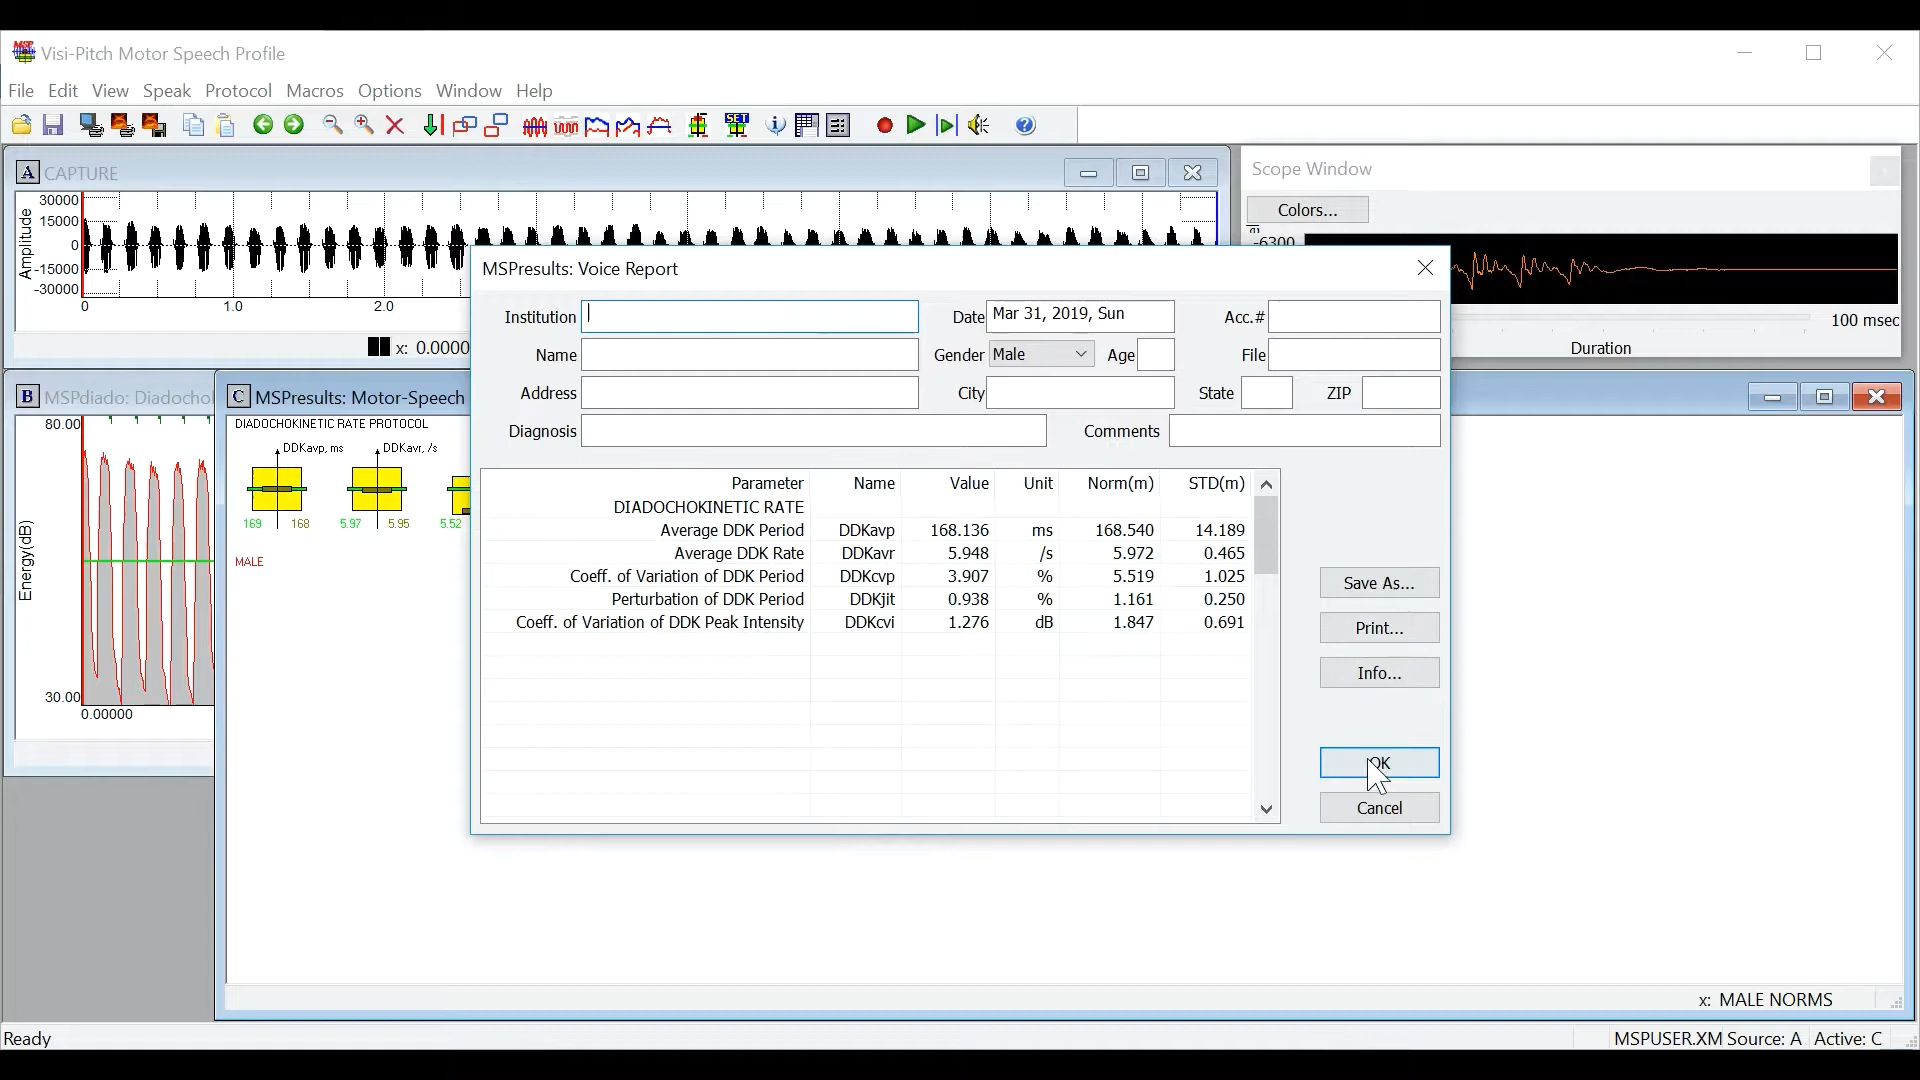 MSP Visi-Pitch Motor Speech Profile
File Edit View Speak Protocol Macros Options Window Help
SET
A CAPTURE
Scope Window
Colors...
30000
15000
0
-15000
-30000
Amplitude
0 1.0 2.0
x: 0.0000
-6300
100 msec
Duration
MSPresults: Voice Report
Institution
Date Mar 31, 2019, Sun
Acc.#
Name
Gender Male
Age
File
Address
City
State
ZIP
Diagnosis
Comments
Parameter Name Value Unit Norm(m) STD(m)
DIADOCHOKINETIC RATE
Average DDK Period DDKavp 168.136 ms 168.540 14.189
Average DDK Rate DDKavr 5.948 /s 5.972 0.465
Coeff. of Variation of DDK Period DDKcvp 3.907 % 5.519 1.025
Perturbation of DDK Period DDKjit 0.938 % 1.161 0.250
Coeff. of Variation of DDK Peak Intensity DDKcvi 1.276 dB 1.847 0.691
Save As...
Print...
Info...
OK
Cancel
B MSPdiado: Diadochol
80.00
Energy(dB)
30.00
0.00000
C MSPresults: Motor-Speech
DIADOCHOKINETIC RATE PROTOCOL
DDKavp, ms DDKavr, /s
169 168 5.97 5.95 5.52
MALE
x: MALE NORMS
Ready
MSPUSER.XM Source: A Active: C